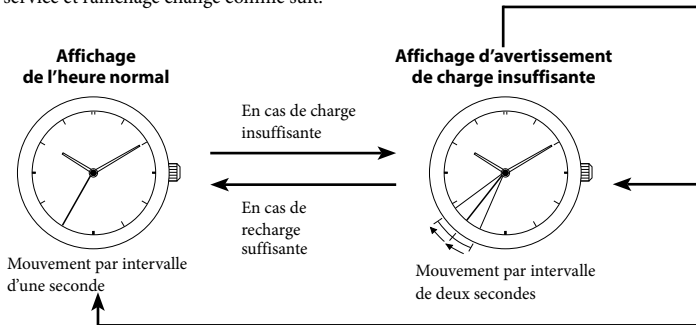 service et l'affichage change comme suit.
Affichage
de l'heure normal
Affichage d'avertissement
de charge insuffisante
En cas de charge
insuffisante
En cas de
recharge
suffisante
Mouvement par intervalle
d'une seconde
Mouvement par intervalle
de deux secondes